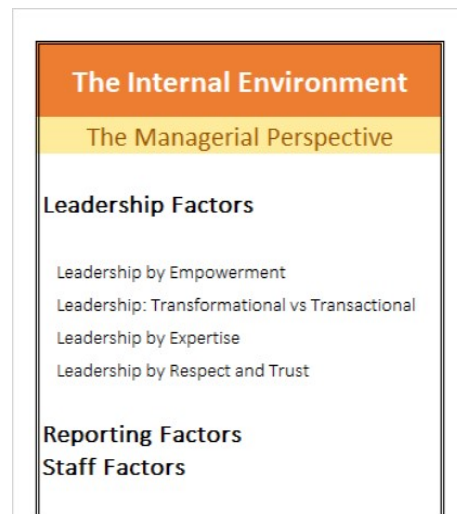 The Internal Environment
The Managerial Perspective
Leadership Factors
Leadership by Empowerment
Leadership: Transformational vs Transactional
Leadership by Expertise
Leadership by Respect and Trust
Reporting Factors
Staff Factors